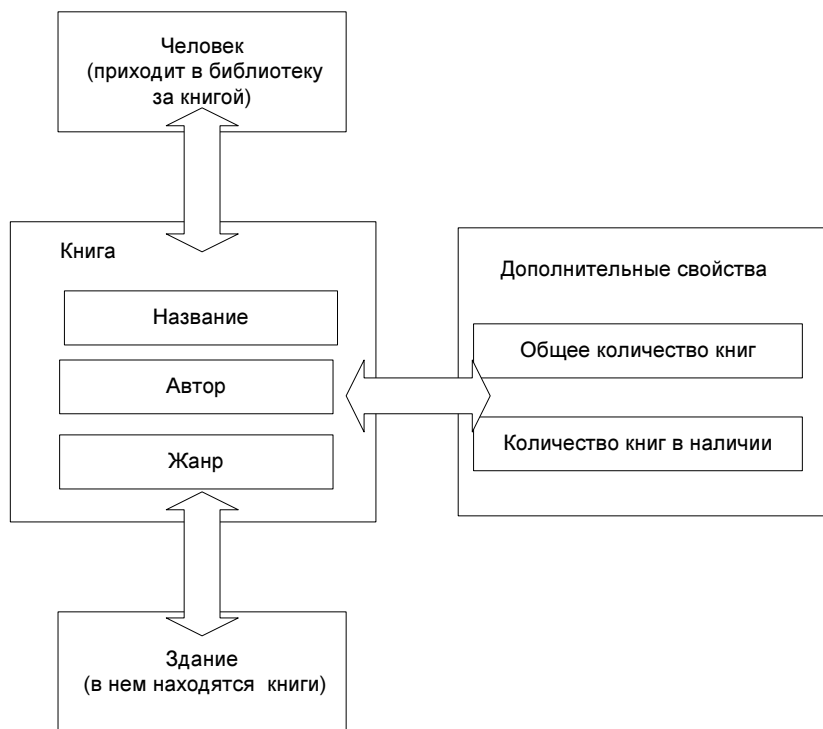 Человек
(приходит в библиотеку
за книгой)
Книга
Название
Автор
Жанр
Дополнительные свойства
Общее количество книг
Количество книг в наличии
Здание
(в нем находятся книги)